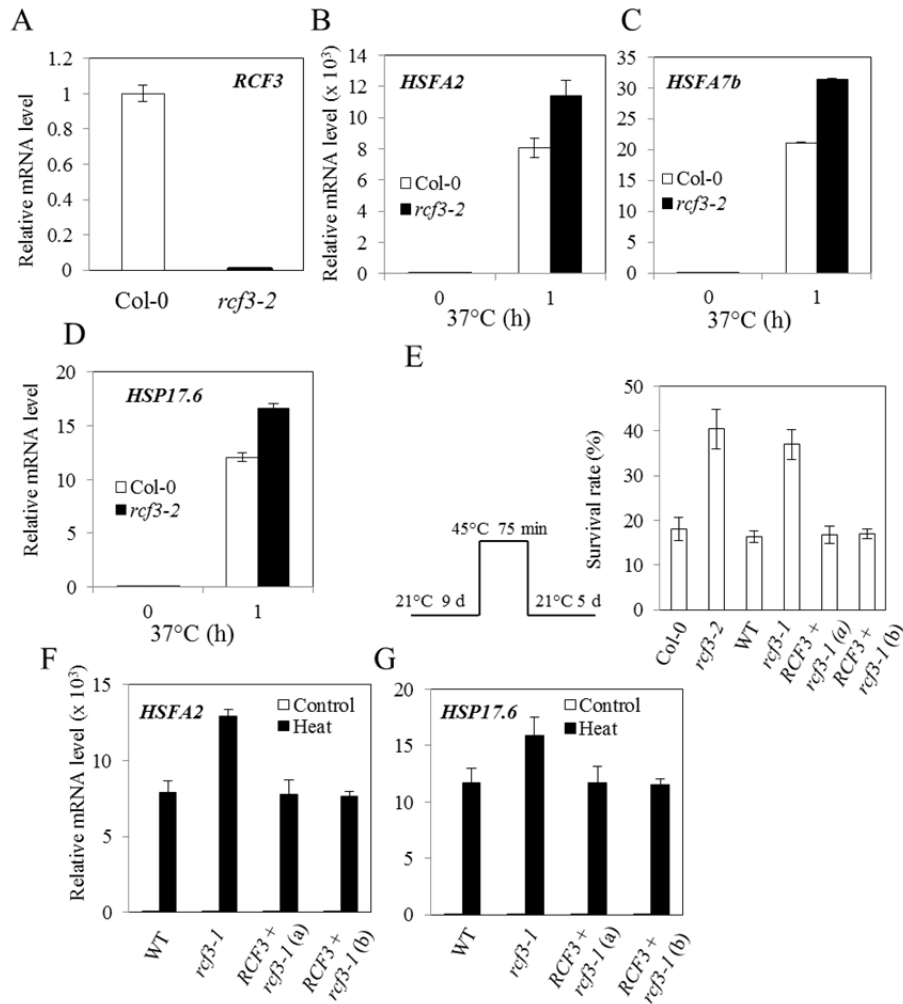 A
Relative mRNA level
1.2
1
0.8
0.6
0.4
0.2
0
RCF3
Col-0
rcf3-2
B
Relative mRNA level (x 10³)
14
12
10
8
6
4
2
0
HSFA2
Col-0
rcf3-2
0
1
37°C (h)
C
35
30
25
20
15
10
5
0
HSFA7b
Col-0
rcf3-2
0
1
37°C (h)
D
Relative mRNA level
20
15
10
5
0
HSP17.6
Col-0
rcf3-2
0
1
37°C (h)
E
45°C 75 min
21°C 9 d
21°C 5 d
Survival rate (%)
50
40
30
20
10
0
Col-0
rcf3-2
WT
rcf3-1
RCF3 +
rcf3-1 (a)
RCF3 +
rcf3-1 (b)
F
Relative mRNA level (x 10³)
15
10
5
0
HSFA2
Control
Heat
WT
rcf3-1
RCF3 +
rcf3-1 (a)
RCF3 +
rcf3-1 (b)
G
20
15
10
5
0
HSP17.6
Control
Heat
WT
rcf3-1
RCF3 +
rcf3-1 (a)
RCF3 +
rcf3-1 (b)